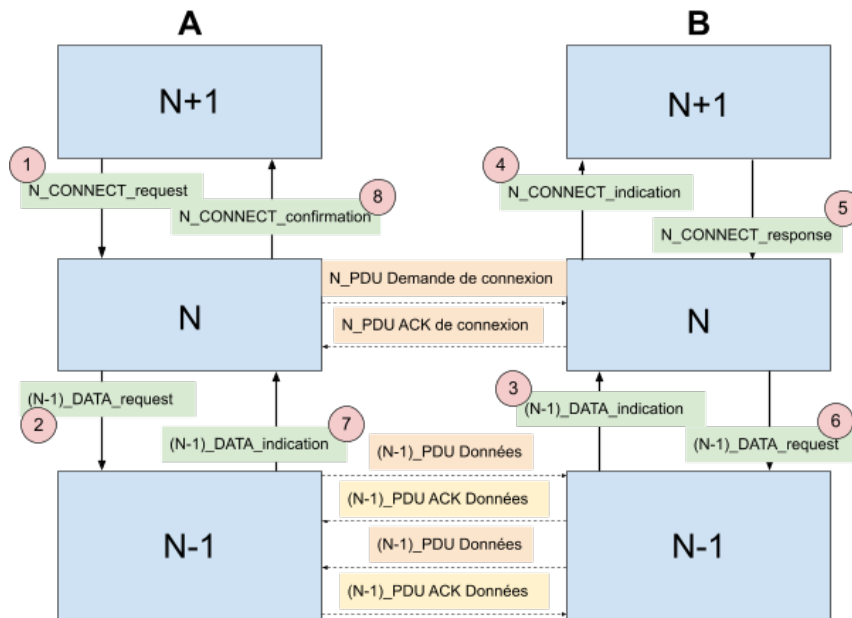 A
B
N+1
N+1
1
N_CONNECT_request
8
N_CONNECT_confirmation
4
N_CONNECT_indication
5
N_CONNECT_response
N
N_PDU Demande de connexion
N_PDU ACK de connexion
N
(N-1)_DATA_request
2
(N-1)_DATA_indication
7
3
(N-1)_DATA_indication
6
(N-1)_DATA_request
N-1
(N-1)_PDU Données
(N-1)_PDU ACK Données
(N-1)_PDU Données
(N-1)_PDU ACK Données
N-1